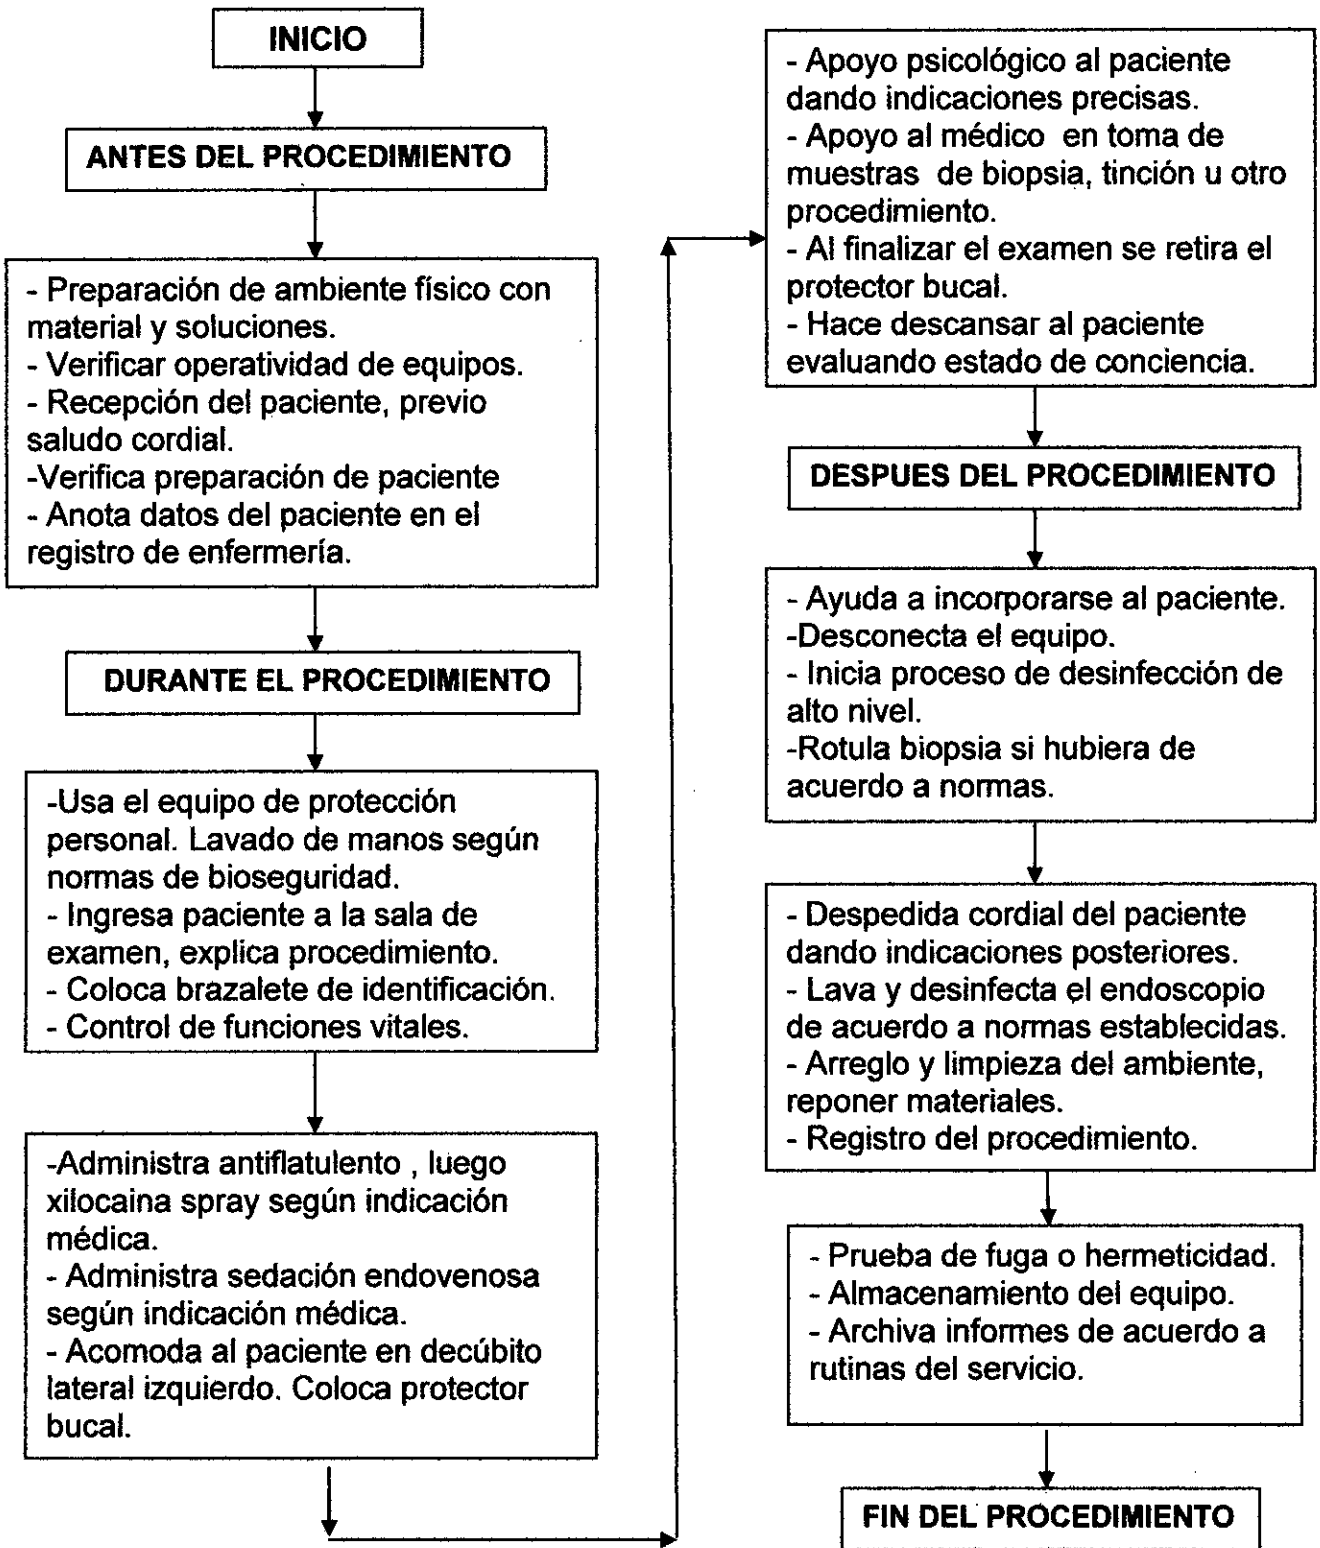 INICIO
ANTES DEL PROCEDIMIENTO
- Preparación de ambiente físico con
material y soluciones.
- Verificar operatividad de equipos.
- Recepción del paciente, previo
saludo cordial.
-Verifica preparación de paciente
- Anota datos del paciente en el
registro de enfermería.
DURANTE EL PROCEDIMIENTO
-Usa el equipo de protección
personal. Lavado de manos según
normas de bioseguridad.
- Ingresa paciente a la sala de
examen, explica procedimiento.
- Coloca brazalete de identificación.
- Control de funciones vitales.
-Administra antiflatulento , luego
xilocaina spray según indicación
médica.
- Administra sedación endovenosa
según indicación médica.
- Acomoda al paciente en decúbito
lateral izquierdo. Coloca protector
bucal.
- Apoyo psicológico al paciente
dando indicaciones precisas.
- Apoyo al médico en toma de
muestras de biopsia, tinción u otro
procedimiento.
- Al finalizar el examen se retira el
protector bucal.
- Hace descansar al paciente
evaluando estado de conciencia.
DESPUES DEL PROCEDIMIENTO
- Ayuda a incorporarse al paciente.
-Desconecta el equipo.
- Inicia proceso de desinfección de
alto nivel.
-Rotula biopsia si hubiera de
acuerdo a normas.
- Despedida cordial del paciente
dando indicaciones posteriores.
- Lava y desinfecta el endoscopio
de acuerdo a normas establecidas.
- Arreglo y limpieza del ambiente,
reponer materiales.
- Registro del procedimiento.
- Prueba de fuga o hermeticidad.
- Almacenamiento del equipo.
- Archiva informes de acuerdo a
rutinas del servicio.
FIN DEL PROCEDIMIENTO